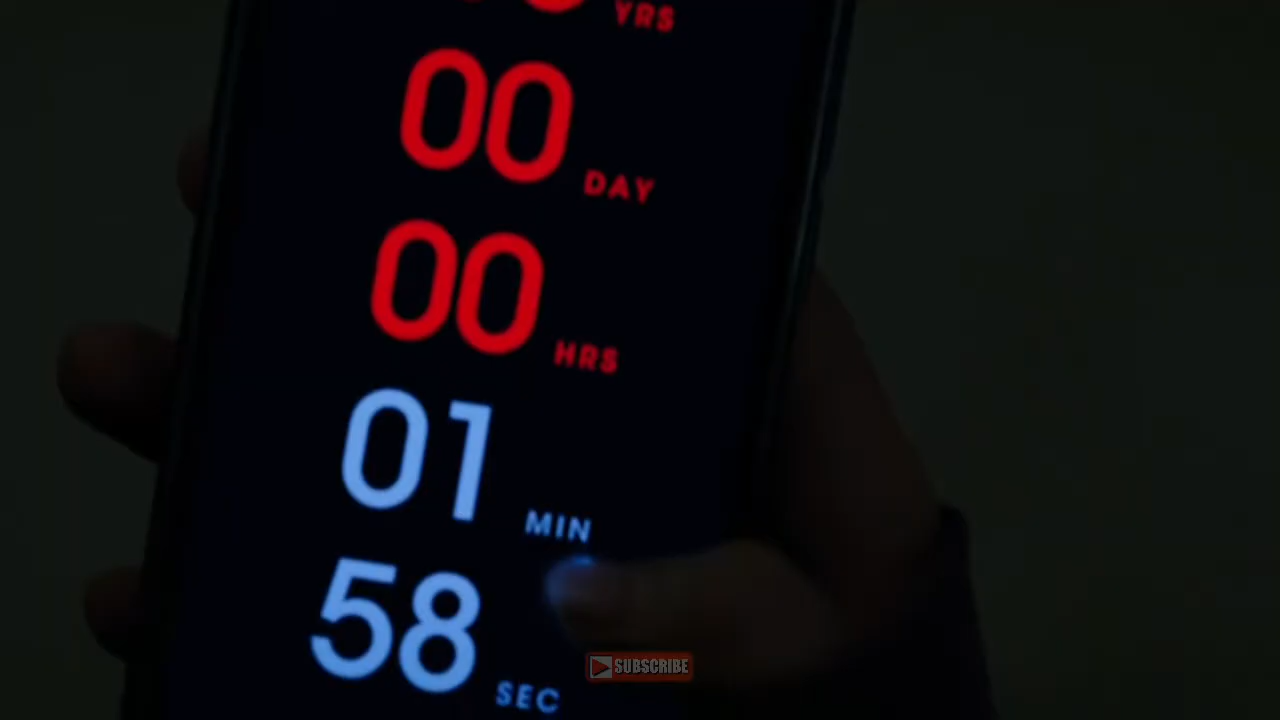 YRS
00 DAY
00 HRS
01 MIN
58 SEC
SUBSCRIBE